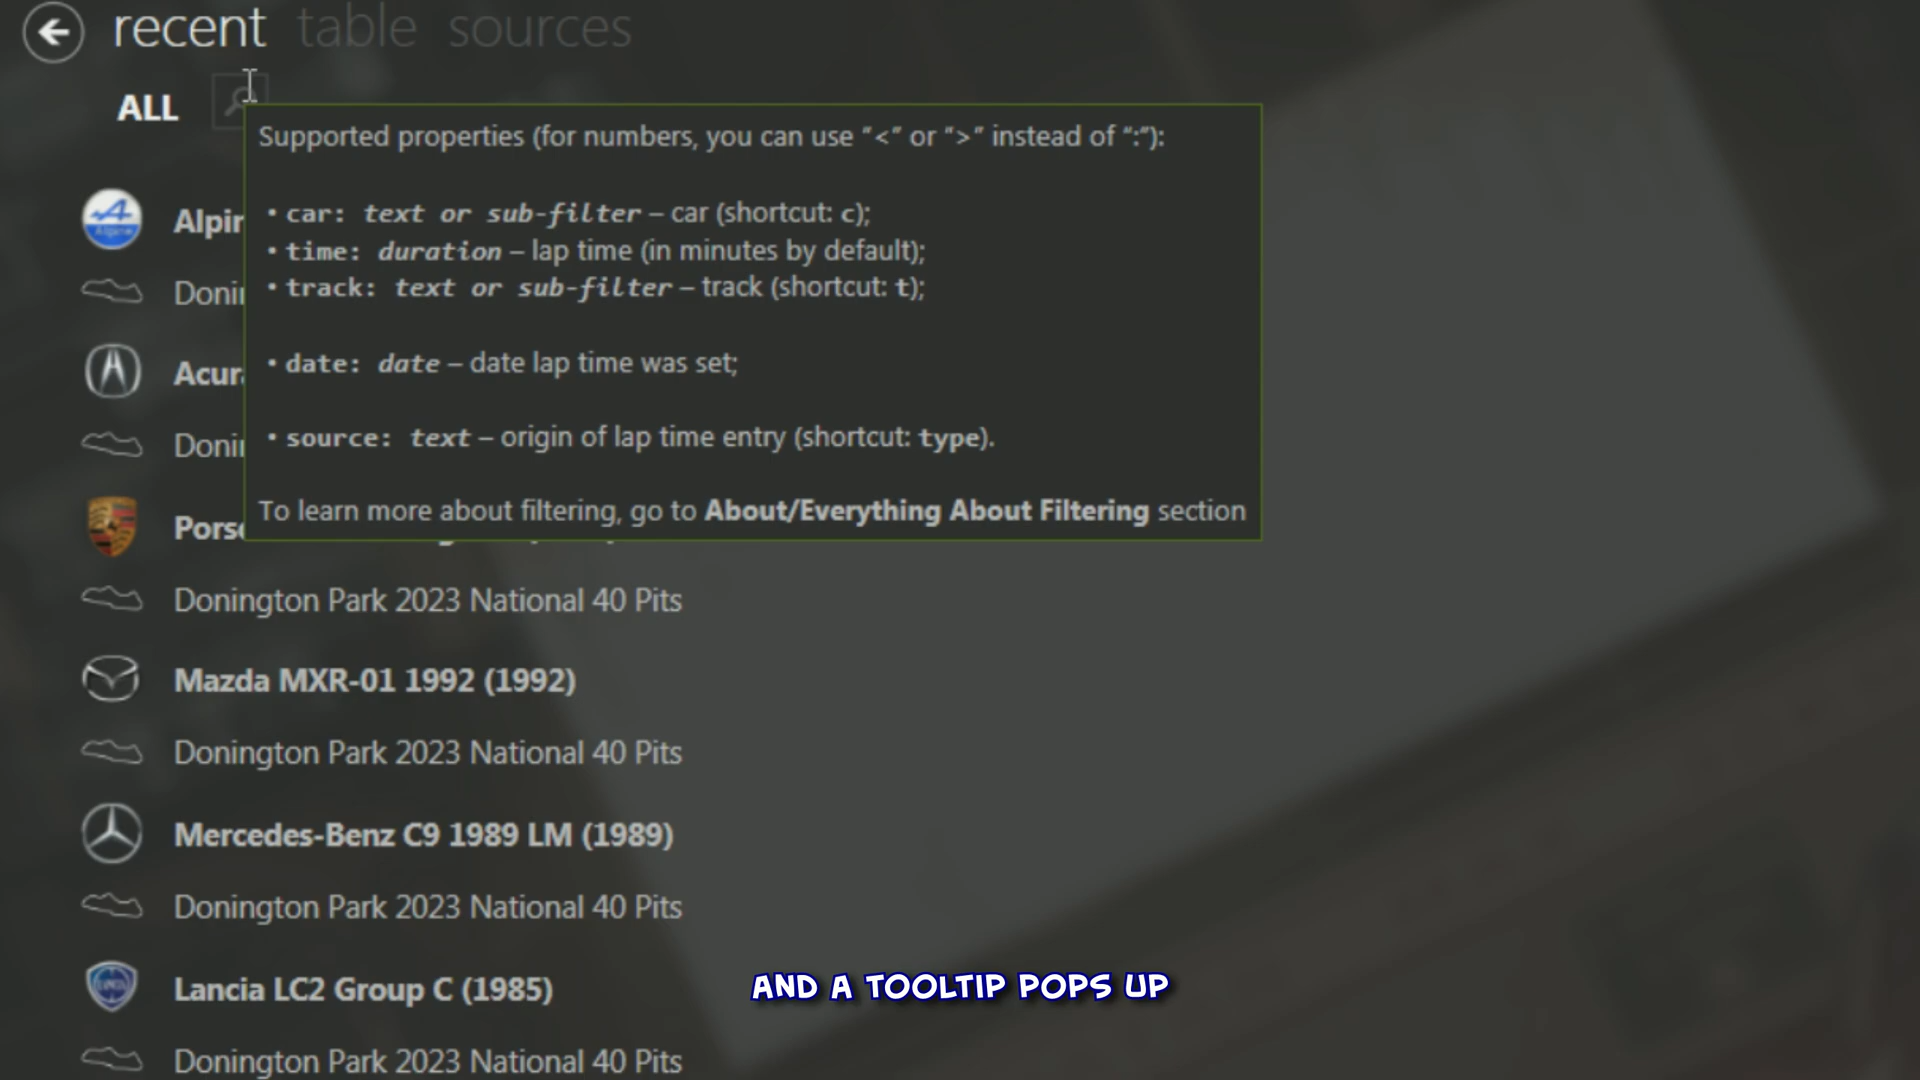 recent table sources
ALL
Supported properties (for numbers, you can use “<” or “>” instead of “:”):
• car: text or sub-filter – car (shortcut: c);
• time: duration – lap time (in minutes by default);
• track: text or sub-filter – track (shortcut: t);
• date: date – date lap time was set;
• source: text – origin of lap time entry (shortcut: type).
To learn more about filtering, go to About/Everything About Filtering section
Donington Park 2023 National 40 Pits
Mazda MXR-01 1992 (1992)
Donington Park 2023 National 40 Pits
Mercedes-Benz C9 1989 LM (1989)
Donington Park 2023 National 40 Pits
Lancia LC2 Group C (1985)
AND A TOOLTIP POPS UP
Donington Park 2023 National 40 Pits